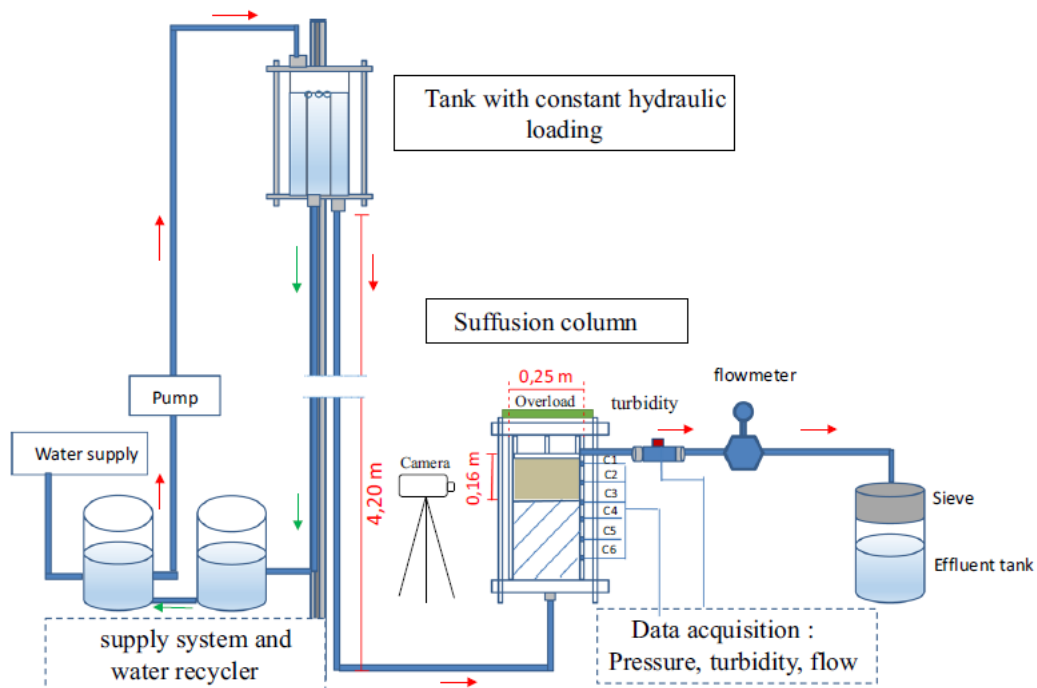 Tank with constant hydraulic
loading
Suffusion column
0,25 m
Overload
turbidity
flowmeter
Pump
Water supply
4,20 m
Camera
0,16 m
C1
C2
C3
C4
C5
C6
Sieve
Effluent tank
supply system and
water recycler
Data acquisition :
Pressure, turbidity, flow